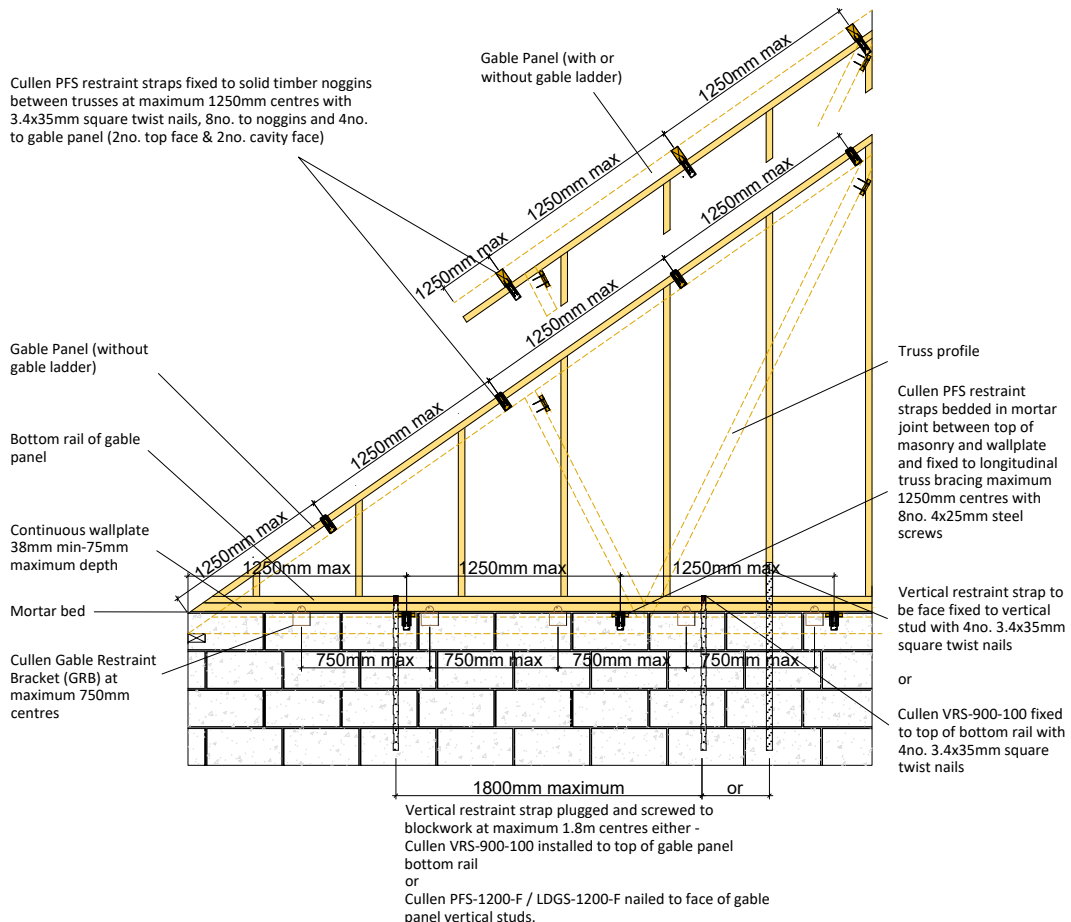 Cullen PFS restraint straps fixed to solid timber noggins
between trusses at maximum 1250mm centres with
3.4x35mm square twist nails, 8no. to noggins and 4no.
to gable panel (2no. top face & 2no. cavity face)
Gable Panel (with or
without gable ladder)
1250mm max
1250mm max
1250mm max
1250mm max
1250mm max
1250mm max
1250mm max
1250mm max
Gable Panel (without
gable ladder)
Bottom rail of gable
panel
Continuous wallplate
38mm min-75mm
maximum depth
Mortar bed
Cullen Gable Restraint
Bracket (GRB) at
maximum 750mm
centres
1250mm max
1250mm max
1250mm max
750mm max
750mm max
750mm max
750mm max
Truss profile
Cullen PFS restraint
straps bedded in mortar
joint between top of
masonry and wallplate
and fixed to longitudinal
truss bracing maximum
1250mm centres with
8no. 4x25mm steel
screws
Vertical restraint strap to
be face fixed to vertical
stud with 4no. 3.4x35mm
square twist nails
or
Cullen VRS-900-100 fixed
to top of bottom rail with
4no. 3.4x35mm square
twist nails
1800mm maximum
or
Vertical restraint strap plugged and screwed to
blockwork at maximum 1.8m centres either -
Cullen VRS-900-100 installed to top of gable panel
bottom rail
or
Cullen PFS-1200-F / LDGS-1200-F nailed to face of gable
panel vertical studs.